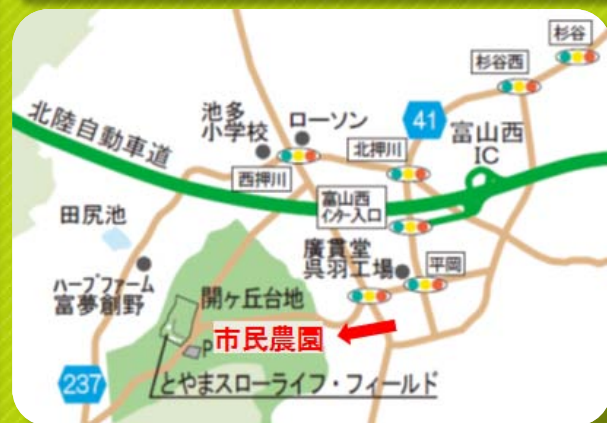 杉谷
杉谷西
池多
小学校
ローソン
41
富山西
IC
北陸自動車道
北押川
西押川
富山西
インター入口
田尻池
廣貫堂
呉羽工場
平岡
ハーブファーム
富夢創野
開ヶ丘台地
市民農園
P
237
とやまスローライフ・フィールド